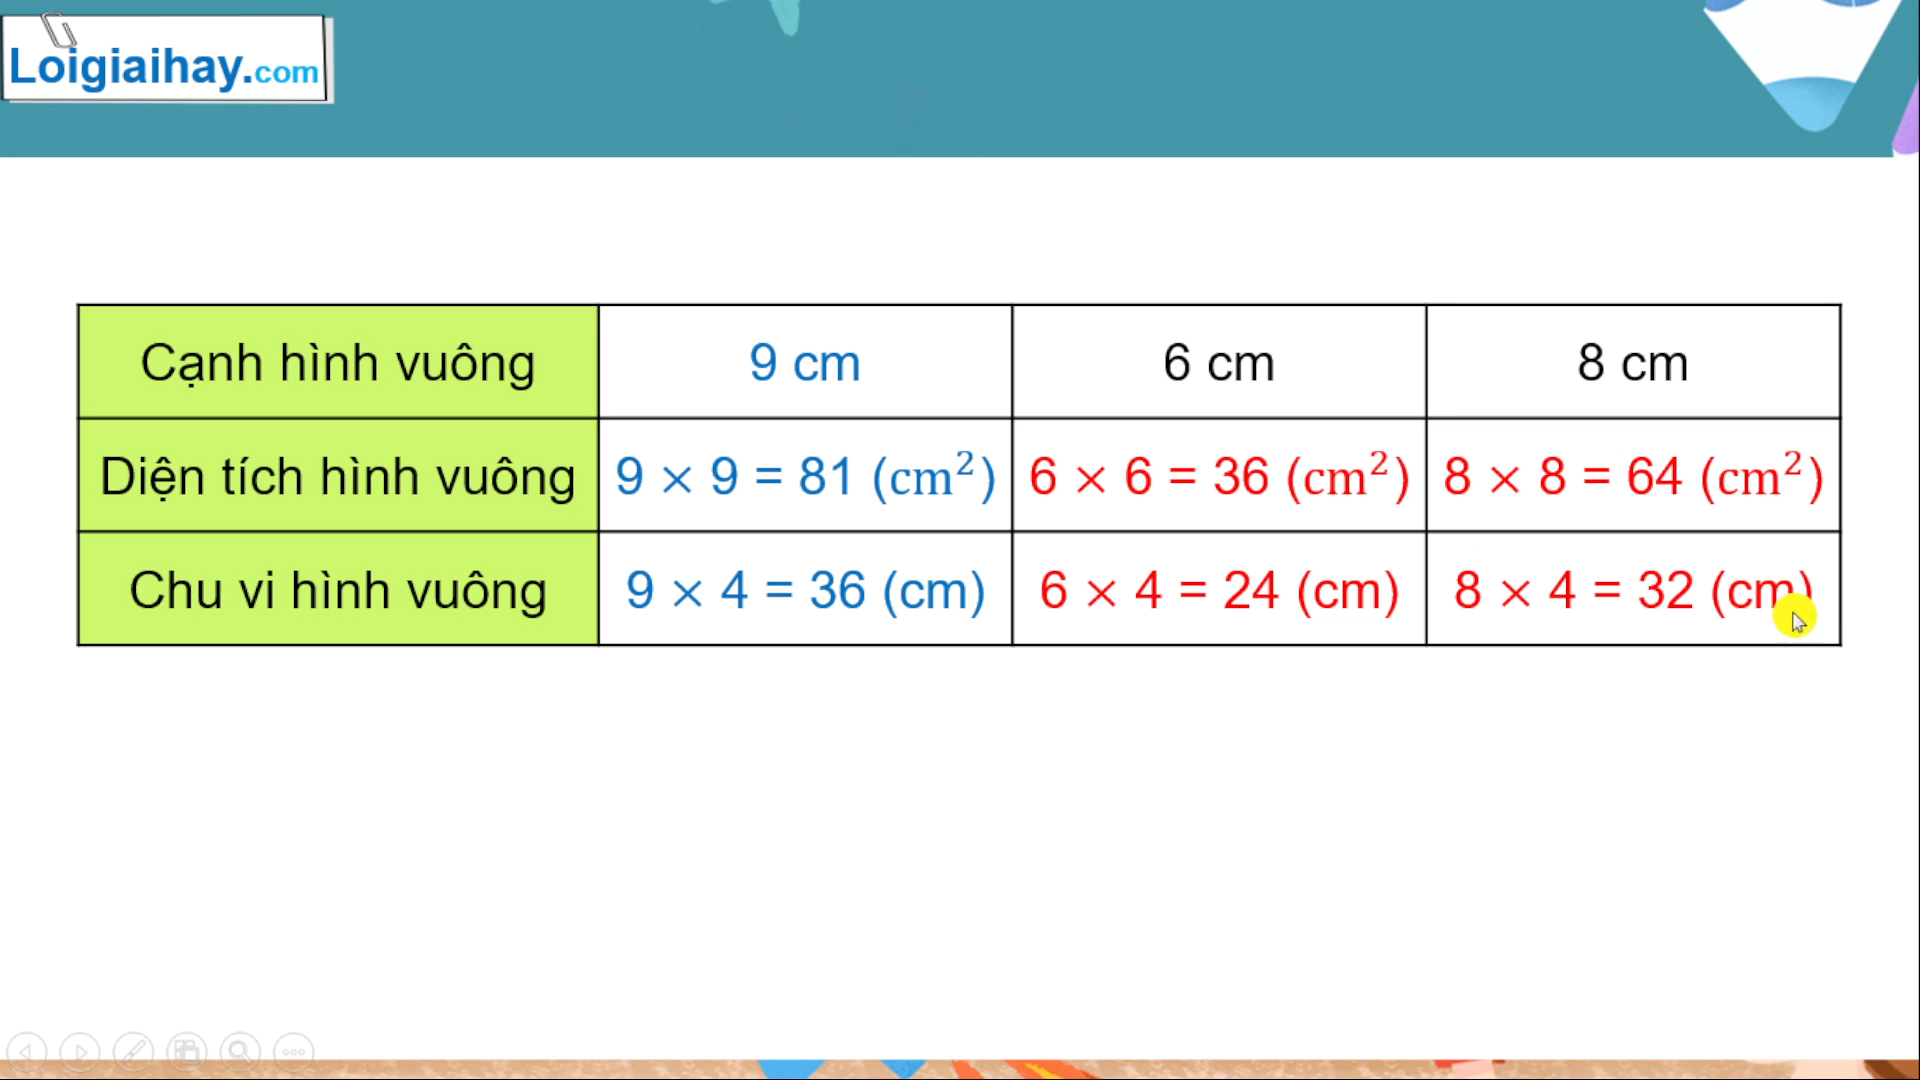 Loigiaihay.com
Cạnh hình vuông 9 cm 6 cm 8 cm
Diện tích hình vuông 9 × 9 = 81 (cm²) 6 × 6 = 36 (cm²) 8 × 8 = 64 (cm²)
Chu vi hình vuông 9 × 4 = 36 (cm) 6 × 4 = 24 (cm) 8 × 4 = 32 (cm)